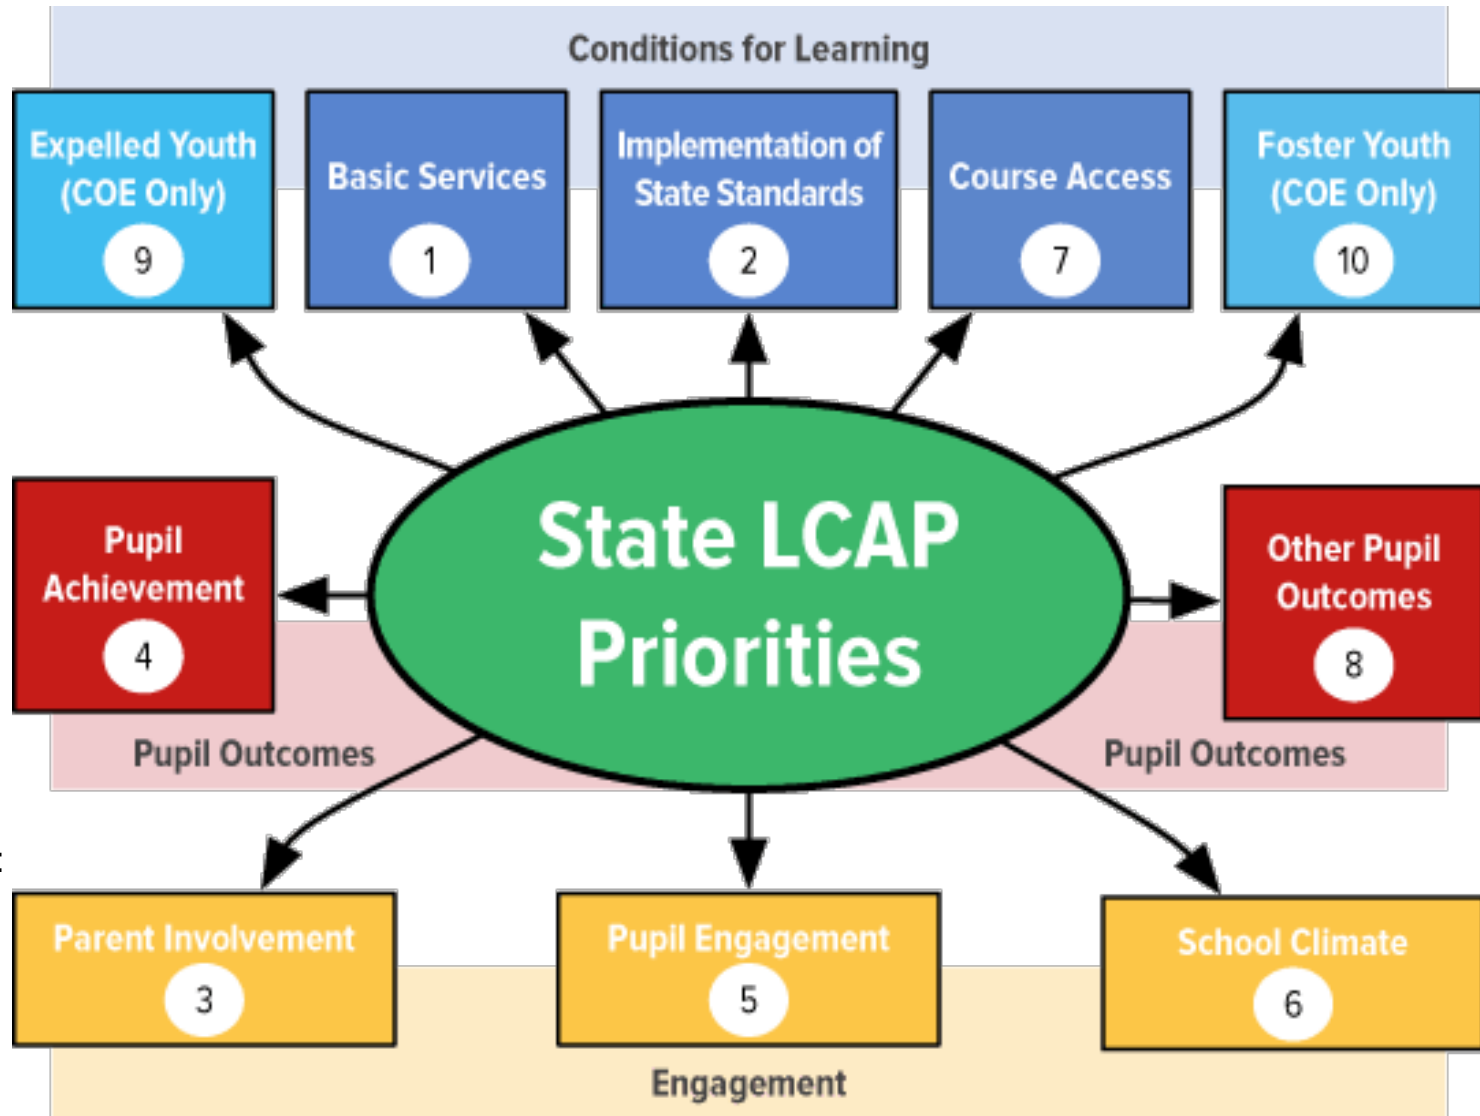 Conditions for Learning
Expelled Youth
(COE Only)
9
Basic Services
1
Implementation of
State Standards
2
Course Access
7
Foster Youth
(COE Only)
10
State LCAP
Priorities
Pupil
Achievement
4
Other Pupil
Outcomes
8
Pupil Outcomes
Pupil Outcomes
Parent Involvement
3
Pupil Engagement
5
School Climate
6
Engagement